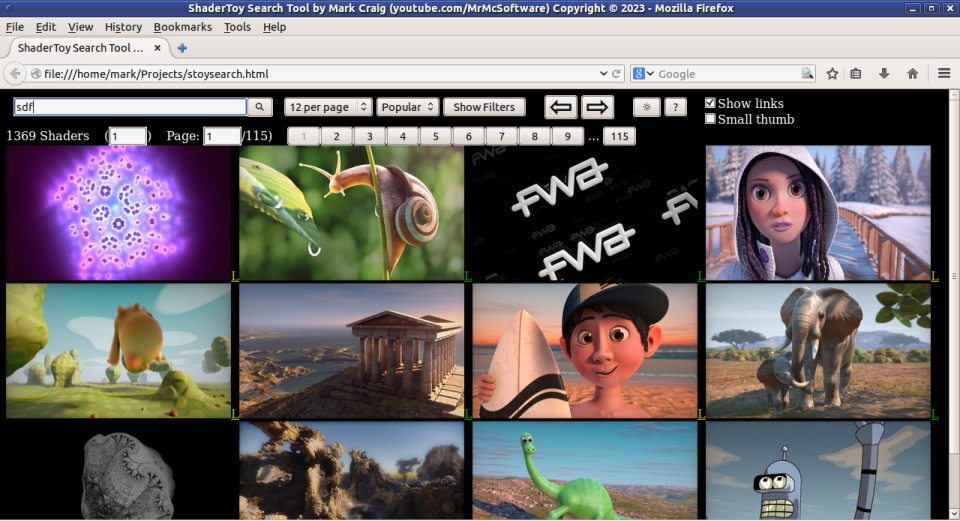 ShaderToy Search Tool by Mark Craig (youtube.com/MrMcSoftware) Copyright © 2023 - Mozilla Firefox
File Edit View History Bookmarks Tools Help
ShaderToy Search Tool ...
file:///home/mark/Projects/stoysearch.html
Google
sdf
12 per page
Popular
Show Filters
?
Show links
Small thumb
1369 Shaders (1) Page: 1/115) 1 2 3 4 5 6 7 8 9 ... 115
FWA
FWA
L L L L
L L L L